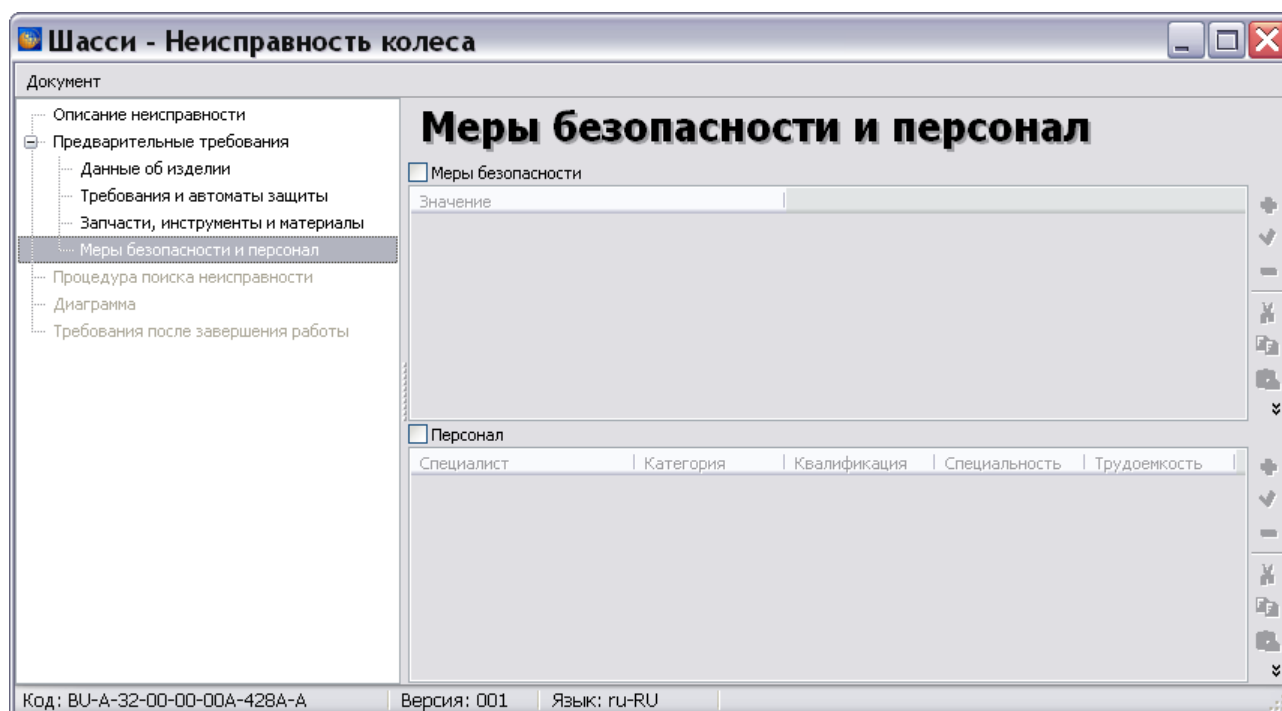 Шасси - Неисправность колеса
Документ
Описание неисправности
Предварительные требования
Данные об изделии
Требования и автоматы защиты
Запчасти, инструменты и материалы
Меры безопасности и персонал
Процедура поиска неисправности
Диаграмма
Требования после завершения работы
Меры безопасности и персонал
Меры безопасности
Значение
Персонал
Специалист Категория Квалификация Специальность Трудоемкость
Код: BU-A-32-00-00-00A-428A-A Версия: 001 Язык: ru-RU